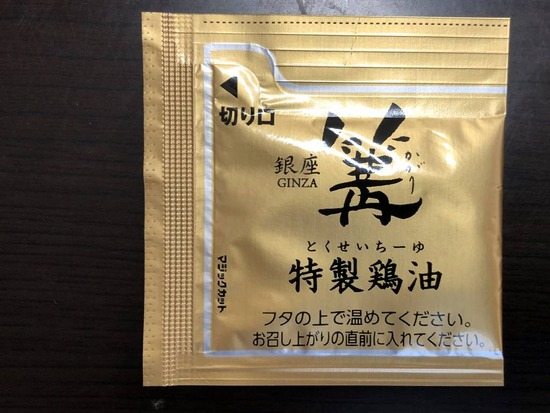 切り口
銀座
GINZA
篝
かがり
とくせいちーゆ
特製鶏油
マジックカット
フタの上で温めてください。
お召し上がりの直前に入れてください。